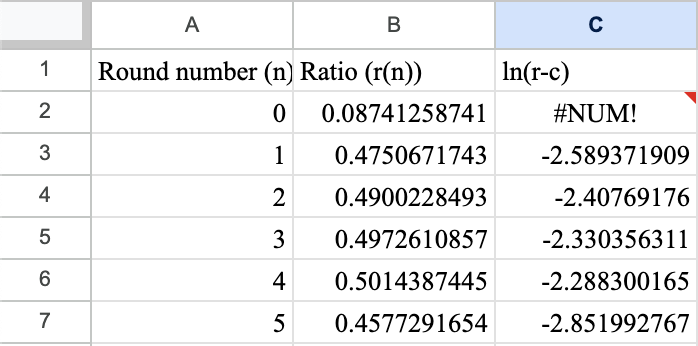 A B C
1 Round number (n) Ratio (r(n)) ln(r-c)
2 0 0.08741258741 #NUM!
3 1 0.4750671743 -2.589371909
4 2 0.4900228493 -2.40769176
5 3 0.4972610857 -2.330356311
6 4 0.5014387445 -2.288300165
7 5 0.4577291654 -2.851992767